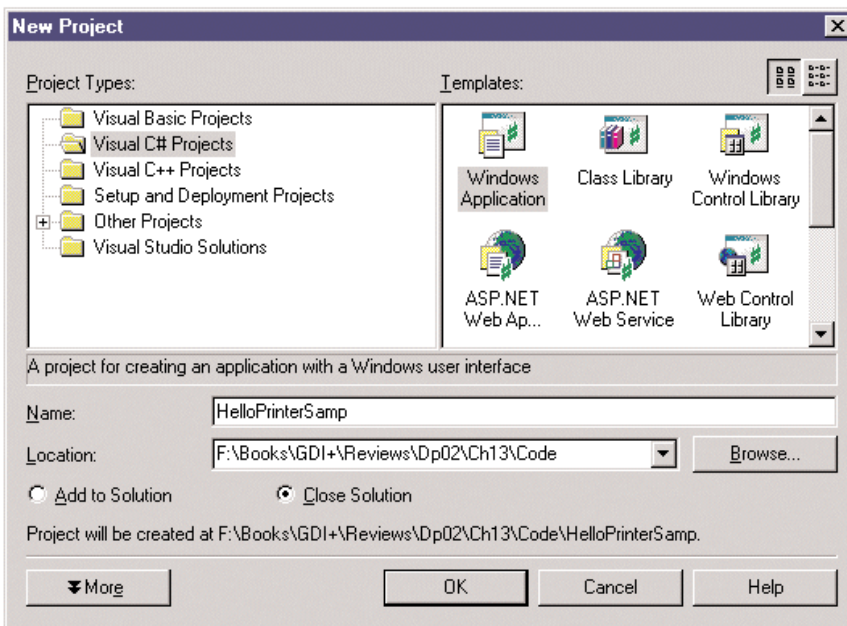 New Project
Project Types:
Templates:
Visual Basic Projects
Visual C# Projects
Visual C++ Projects
Setup and Deployment Projects
Other Projects
Visual Studio Solutions
Windows
Application
Class Library
Windows
Control Library
ASP.NET
Web Ap...
ASP.NET
Web Service
Web Control
Library
A project for creating an application with a Windows user interface
Name:
HelloPrinterSamp
Location:
F:\Books\GDI+\Reviews\Dp02\Ch13\Code
Browse...
Add to Solution
Close Solution
Project will be created at F:\Books\GDI+\Reviews\Dp02\Ch13\Code\HelloPrinterSamp.
More
OK
Cancel
Help